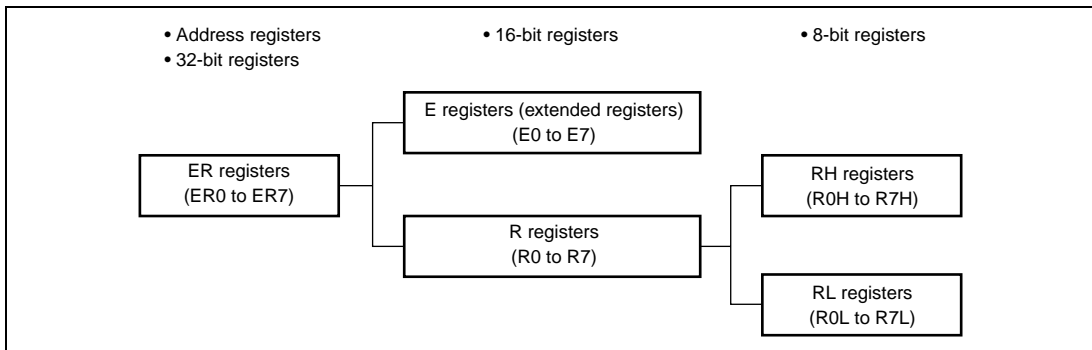 • Address registers
• 32-bit registers
• 16-bit registers
• 8-bit registers
E registers (extended registers)
(E0 to E7)
ER registers
(ER0 to ER7)
RH registers
(R0H to R7H)
R registers
(R0 to R7)
RL registers
(R0L to R7L)